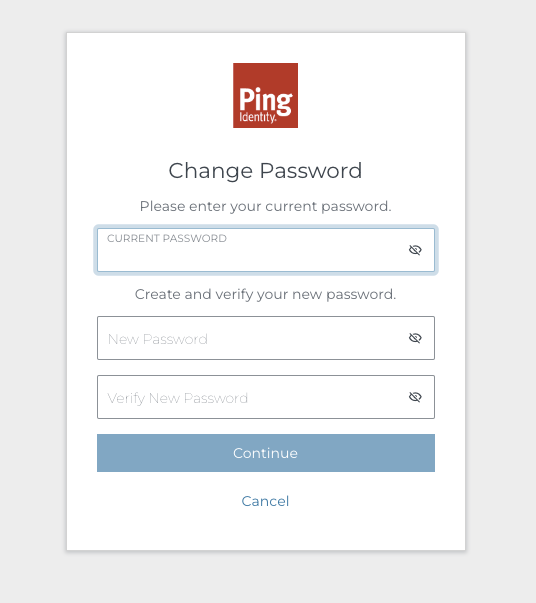 Ping
Identity.
Change Password
Please enter your current password.
CURRENT PASSWORD
Create and verify your new password.
New Password
Verify New Password
Continue
Cancel